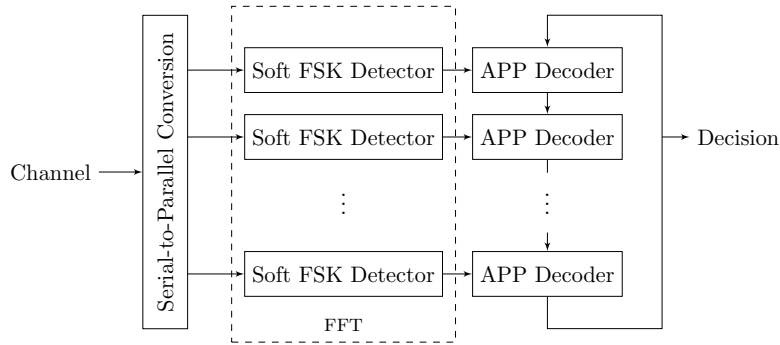 Channel
Serial-to-Parallel Conversion
Soft FSK Detector
APP Decoder
Soft FSK Detector
APP Decoder
Decision
⋮
⋮
Soft FSK Detector
APP Decoder
FFT